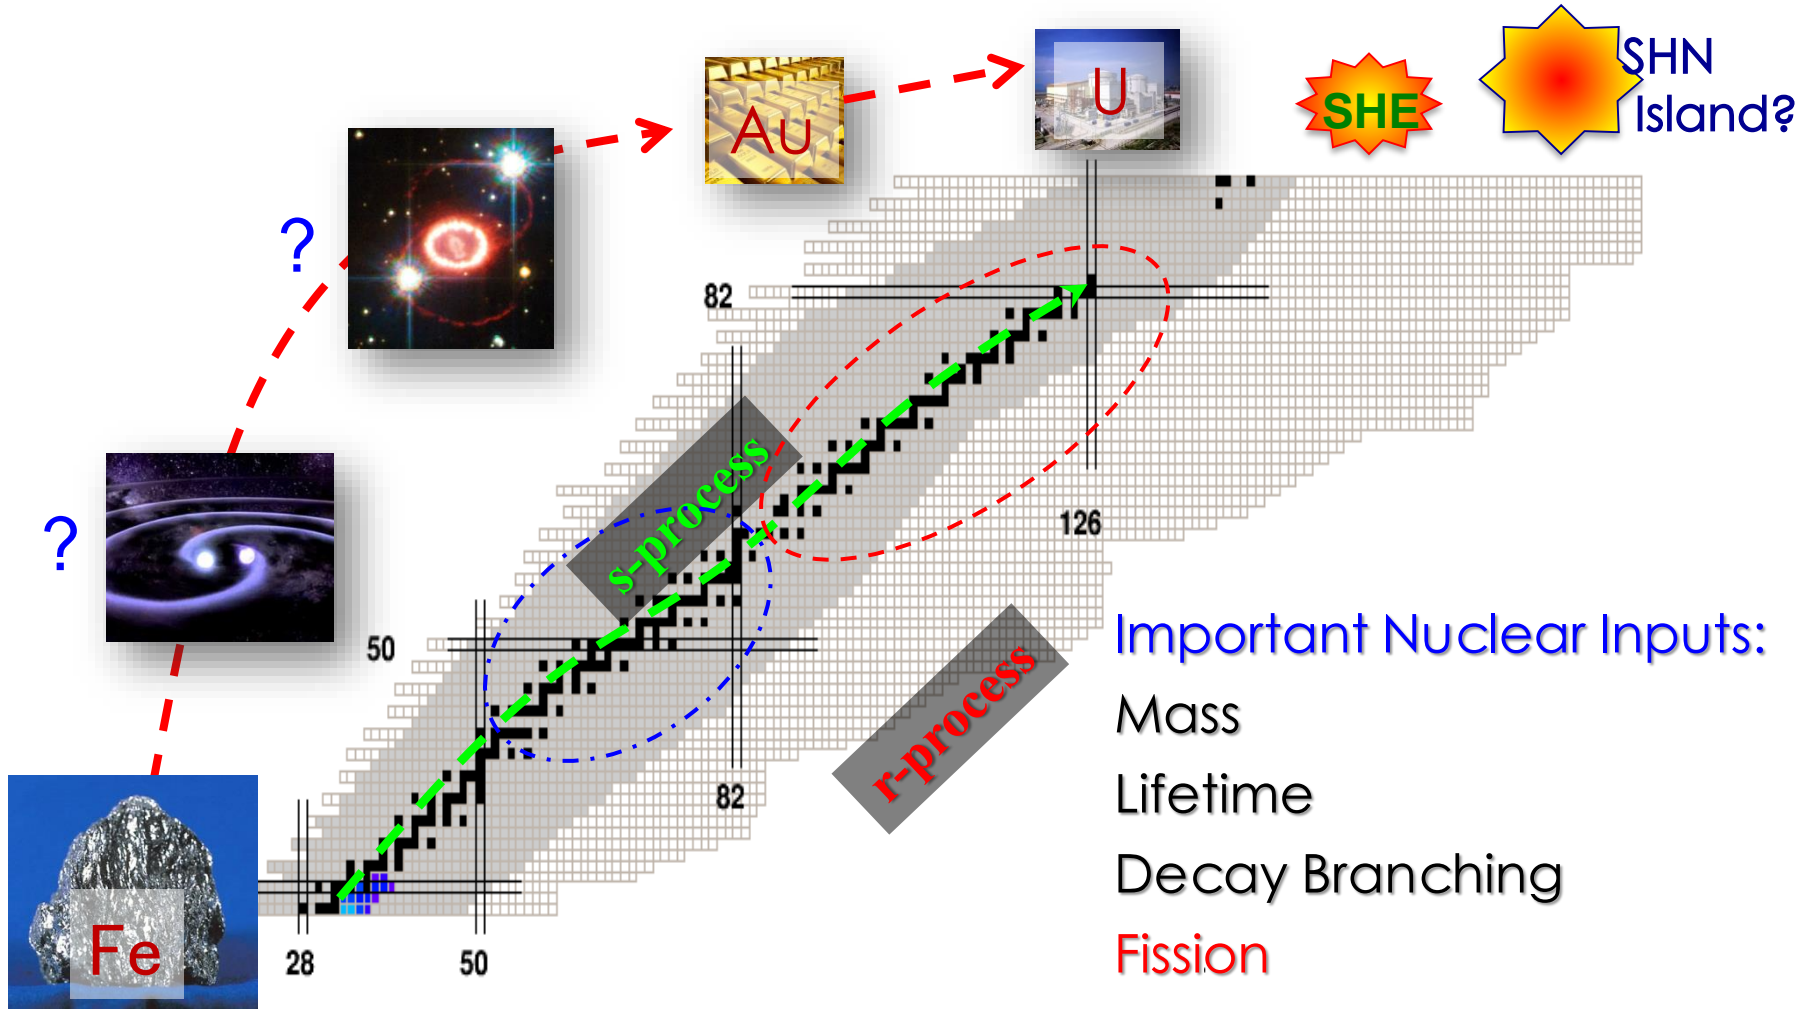 SHN
Island?
SHE
U
Au
?
82
s-process
?
50
126
Important Nuclear Inputs:
r-process
Mass
82
Lifetime
Decay Branching
Fe
28
50
Fission